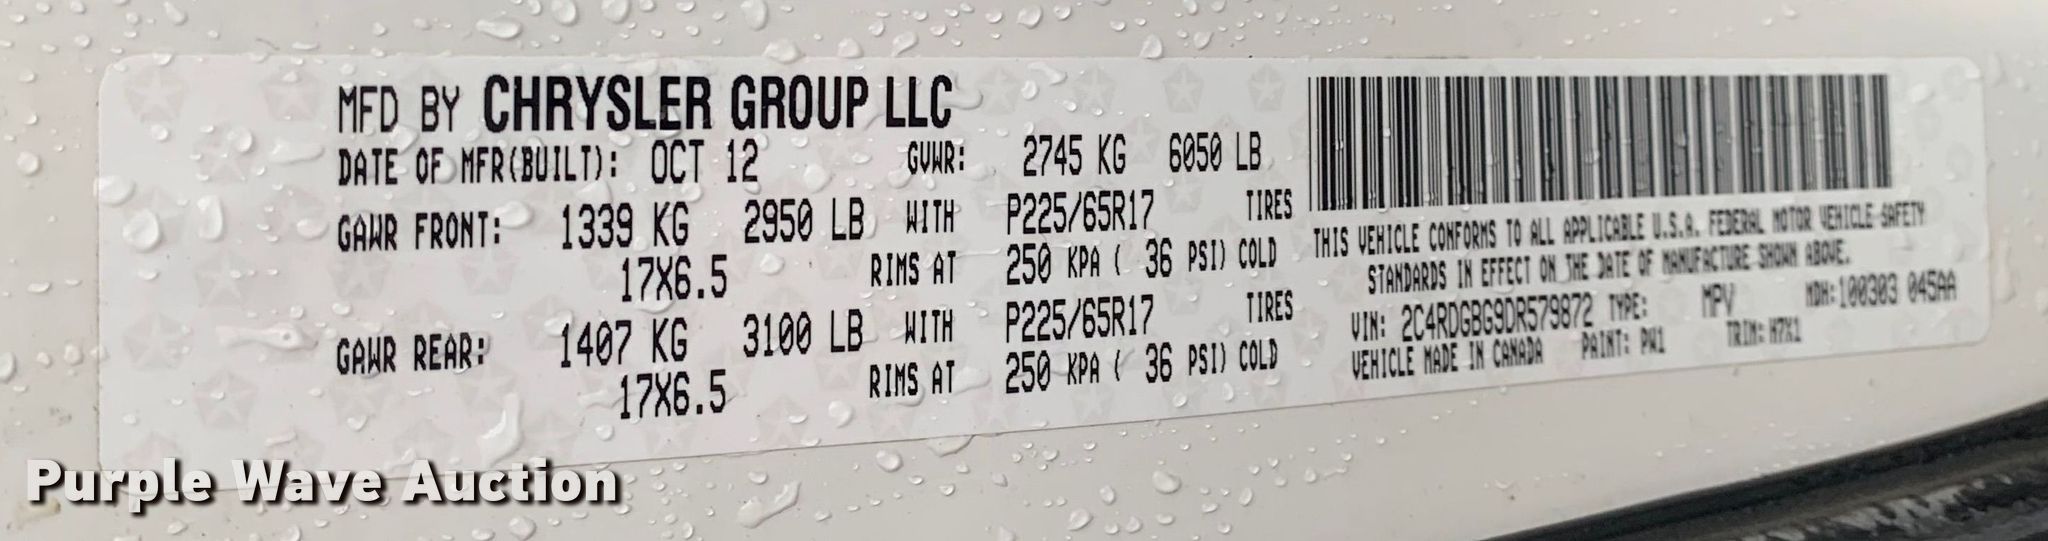 MFD BY CHRYSLER GROUP LLC
DATE OF MFR(BUILT): OCT 12 GVWR: 2745 KG 6050 LB
GAWR FRONT: 1339 KG 2950 LB WITH P225/65R17 TIRES
17X6.5 RIMS AT 250 KPA ( 36 PSI) COLD
GAWR REAR: 1407 KG 3100 LB WITH P225/65R17 TIRES
17X6.5 RIMS AT 250 KPA ( 36 PSI) COLD
THIS VEHICLE CONFORMS TO ALL APPLICABLE U.S.A. FEDERAL MOTOR VEHICLE SAFETY
STANDARDS IN EFFECT ON THE DATE OF MANUFACTURE SHOWN ABOVE.
VIN: 2C4RDGBG9DR579872 TYPE: MPV MDH:100303 045AA
VEHICLE MADE IN CANADA PAINT: PW1 TRIM: H7X1
Purple Wave Auction